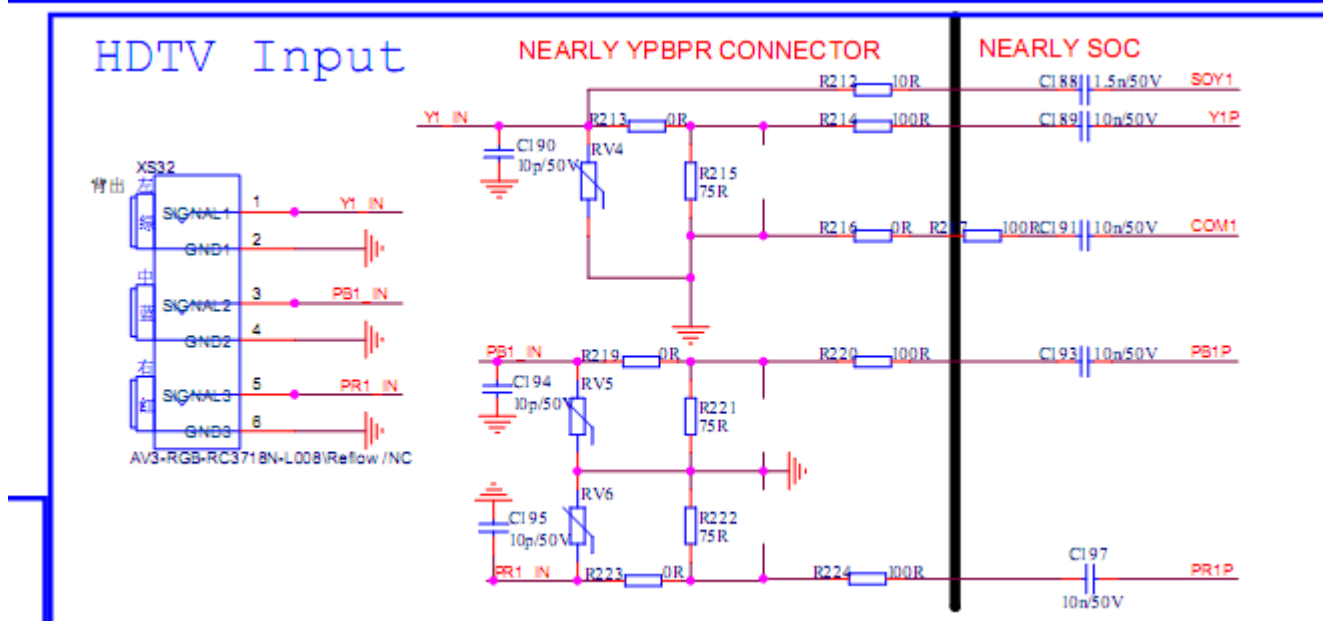 HDTV Input
NEARLY YPBPR CONNECTOR
NEARLY SOC
R212 10R C188 1.5n/50V SOY1
Y1_IN R213 0R R214 100R C189 10n/50V Y1P
C190
10p/50V
RV4
R215
75R
R216 0R 100R C191 10n/50V COM1
XS32
背出
左
SIGNAL1 1 Y1_IN
GND1 2
中
蓝
SIGNAL2 3 PB1_IN
GND2 4
右
SIGNAL3 5 PR1_IN
GND3 6
AV3-RGB-RC3718N-L008\Reflow /NC
PB1_IN R219 0R R220 100R C193 10n/50V PB1P
C194
10p/50V
RV5
R221
75R
RV6
C195
10p/50V
R222
75R
PR1_IN R223 0R R224 100R C197 PR1P
10n/50V